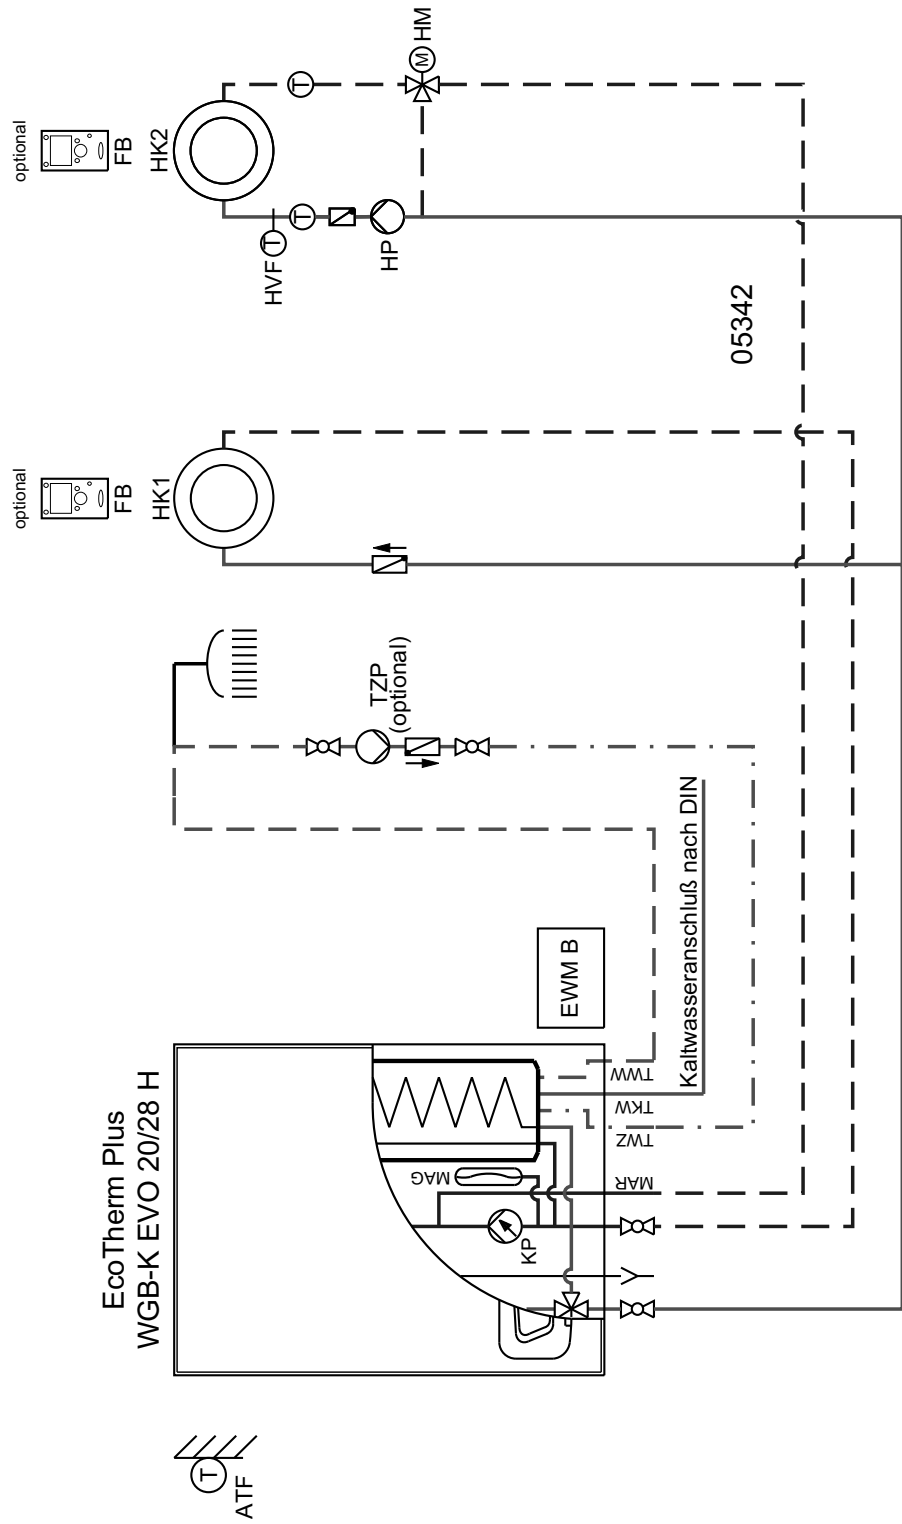 ATF
T
EcoTherm Plus
WGB-K EVO 20/28 H
MAG
KP
MAR
TWZ
TKW
TWW
EWM B
Kaltwasseranschluß nach DIN
TZP
(optional)
optional
FB
HK1
optional
FB
HK2
HVF
T
T
T
HP
M
HM
05342